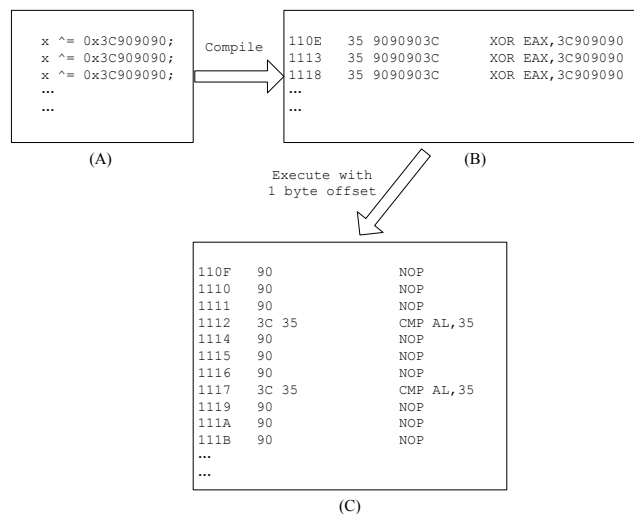 x ^= 0x3C909090;
x ^= 0x3C909090;
x ^= 0x3C909090;
...
...
(A)
Compile
110E 35 9090903C XOR EAX,3C909090
1113 35 9090903C XOR EAX,3C909090
1118 35 9090903C XOR EAX,3C909090
...
...
(B)
Execute with
1 byte offset
110F 90 NOP
1110 90 NOP
1111 90 NOP
1112 3C 35 CMP AL,35
1114 90 NOP
1115 90 NOP
1116 90 NOP
1117 3C 35 CMP AL,35
1119 90 NOP
111A 90 NOP
111B 90 NOP
...
...
(C)